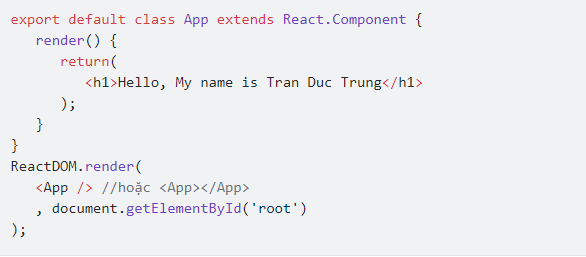 export default class App extends React.Component {
render() {
return(
<h1>Hello, My name is Tran Duc Trung</h1>
);
}
}
ReactDOM.render(
<App /> //hoặc <App></App>
, document.getElementById('root')
);